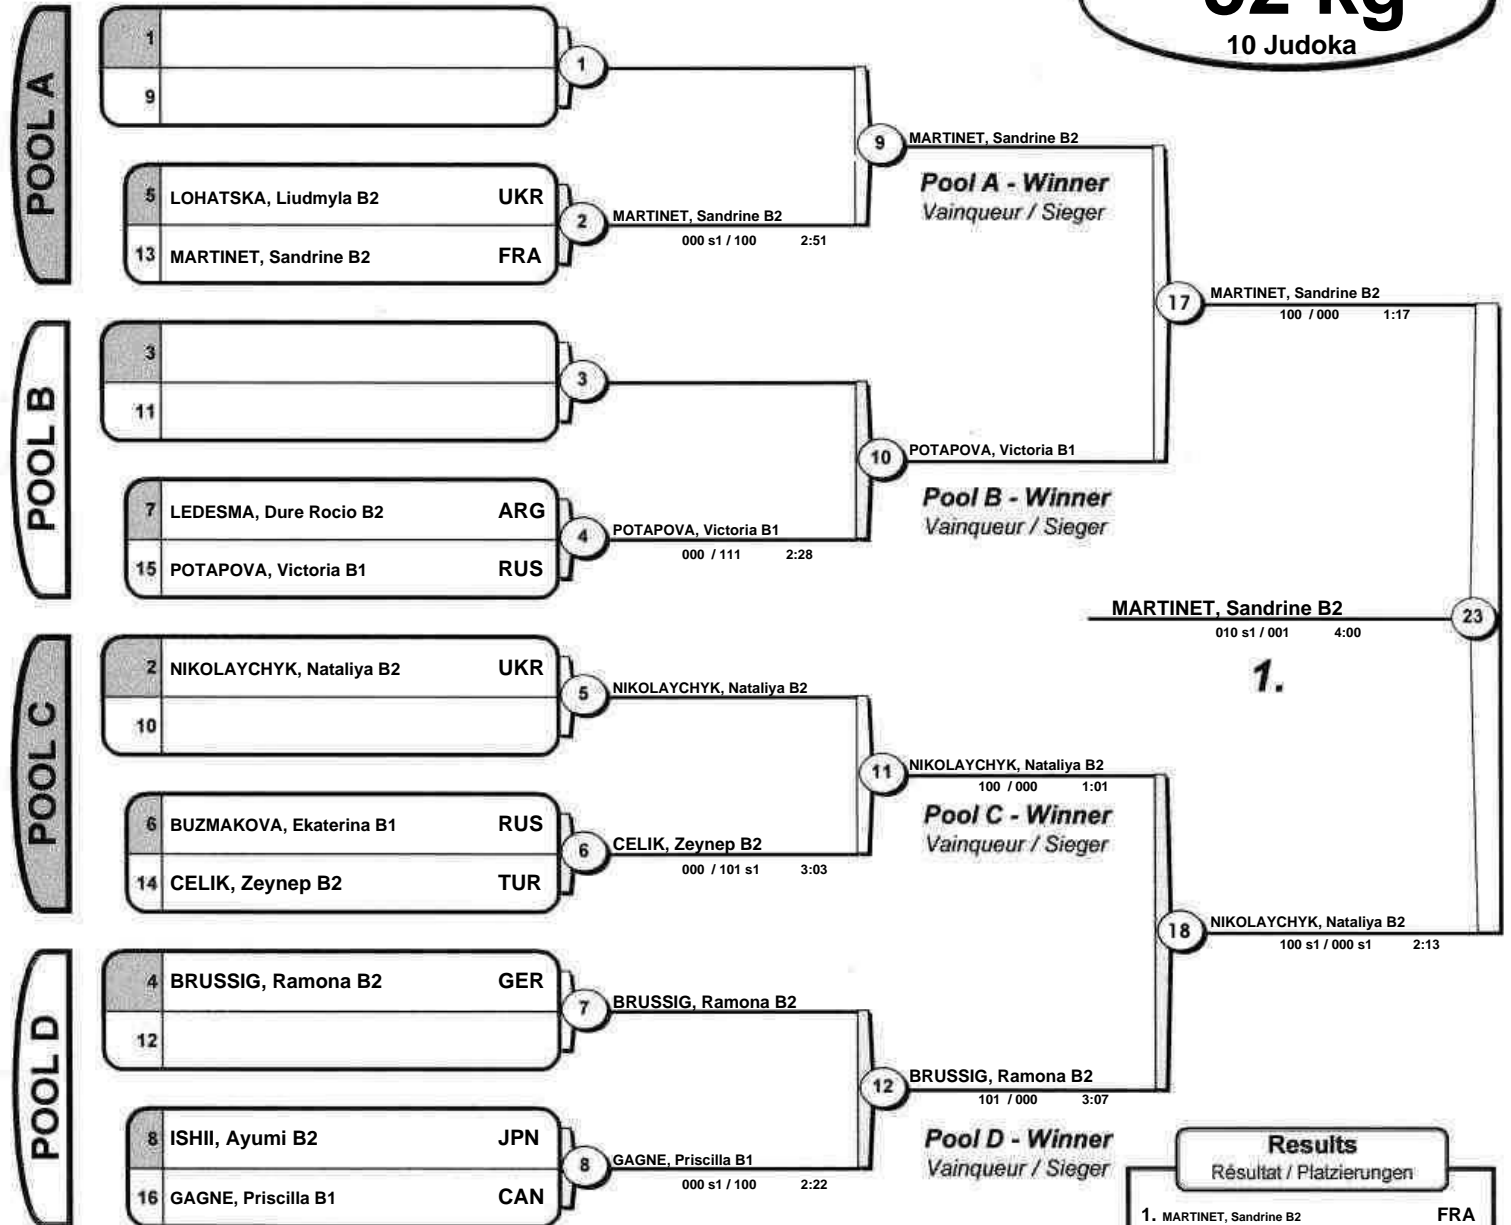 52 kg
10 Judoka
POOL A
1
9
1
5 LOHATSKA, Liudmyla B2 UKR
13 MARTINET, Sandrine B2 FRA
2
MARTINET, Sandrine B2
000 s1 / 100 2:51
9
MARTINET, Sandrine B2
Pool A - Winner
Vainqueur / Sieger
17
MARTINET, Sandrine B2
100 / 000 1:17
POOL B
3
11
3
7 LEDESMA, Dure Rocio B2 ARG
15 POTAPOVA, Victoria B1 RUS
4
POTAPOVA, Victoria B1
000 / 111 2:28
10
POTAPOVA, Victoria B1
Pool B - Winner
Vainqueur / Sieger
MARTINET, Sandrine B2
010 s1 / 001 4:00
23
1.
POOL C
2 NIKOLAYCHYK, Nataliya B2 UKR
10
5
NIKOLAYCHYK, Nataliya B2
6 BUZMAKOVA, Ekaterina B1 RUS
14 CELIK, Zeynep B2 TUR
6
CELIK, Zeynep B2
000 / 101 s1 3:03
11
NIKOLAYCHYK, Nataliya B2
100 / 000 1:01
Pool C - Winner
Vainqueur / Sieger
18
NIKOLAYCHYK, Nataliya B2
100 s1 / 000 s1 2:13
POOL D
4 BRUSSIG, Ramona B2 GER
12
7
BRUSSIG, Ramona B2
8 ISHII, Ayumi B2 JPN
16 GAGNE, Priscilla B1 CAN
8
GAGNE, Priscilla B1
000 s1 / 100 2:22
12
BRUSSIG, Ramona B2
101 / 000 3:07
Pool D - Winner
Vainqueur / Sieger
Results
Résultat / Platzierungen
1. MARTINET, Sandrine B2 FRA